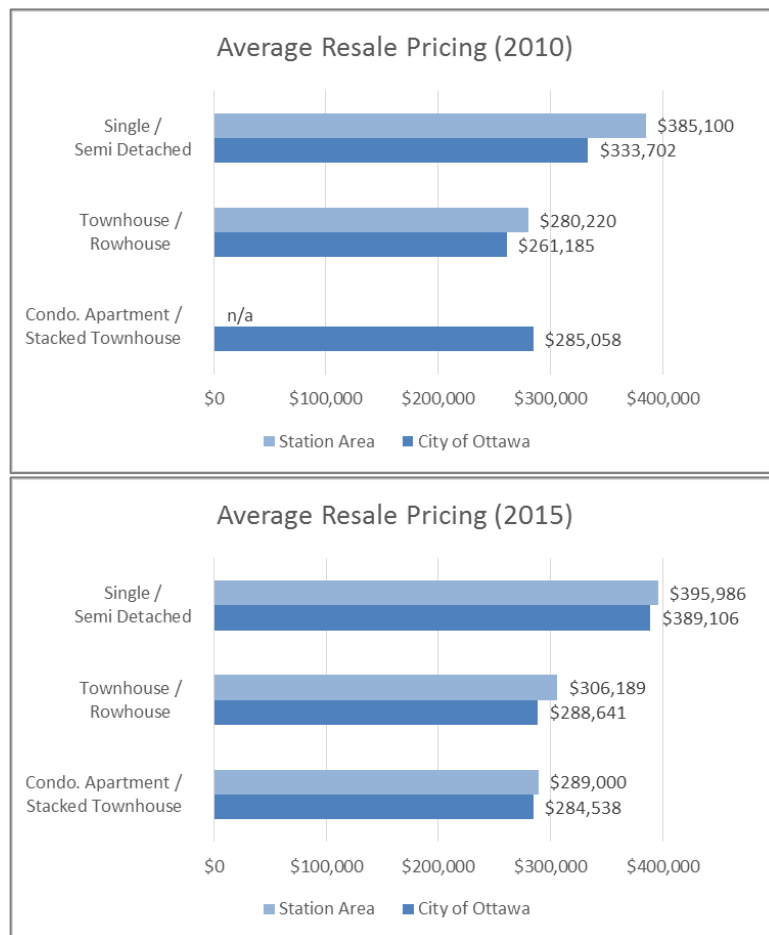 Average Resale Pricing (2010)
Single /
Semi Detached
$385,100
$333,702
Townhouse /
Rowhouse
$280,220
$261,185
Condo. Apartment /
Stacked Townhouse
n/a
$285,058
$0 $100,000 $200,000 $300,000 $400,000
Station Area City of Ottawa
Average Resale Pricing (2015)
Single /
Semi Detached
$395,986
$389,106
Townhouse /
Rowhouse
$306,189
$288,641
Condo. Apartment /
Stacked Townhouse
$289,000
$284,538
$0 $100,000 $200,000 $300,000 $400,000
Station Area City of Ottawa